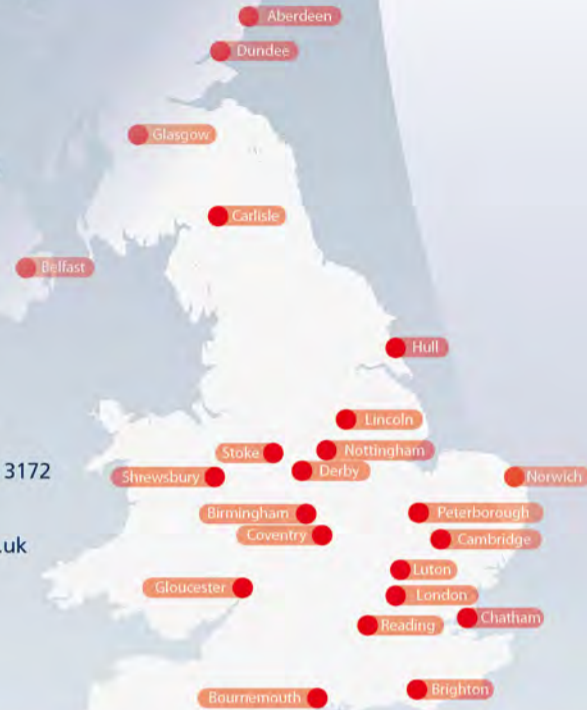 Aberdeen
Dundee
Glasgow
Carlisle
Belfast
Hull
Lincoln
Stoke
Nottingham
3172
Shrewsbury
Derby
Norwich
Birmingham
Peterborough
.uk
Coventry
Cambridge
Luton
Gloucester
London
Reading
Chatham
Bournemouth
Brighton